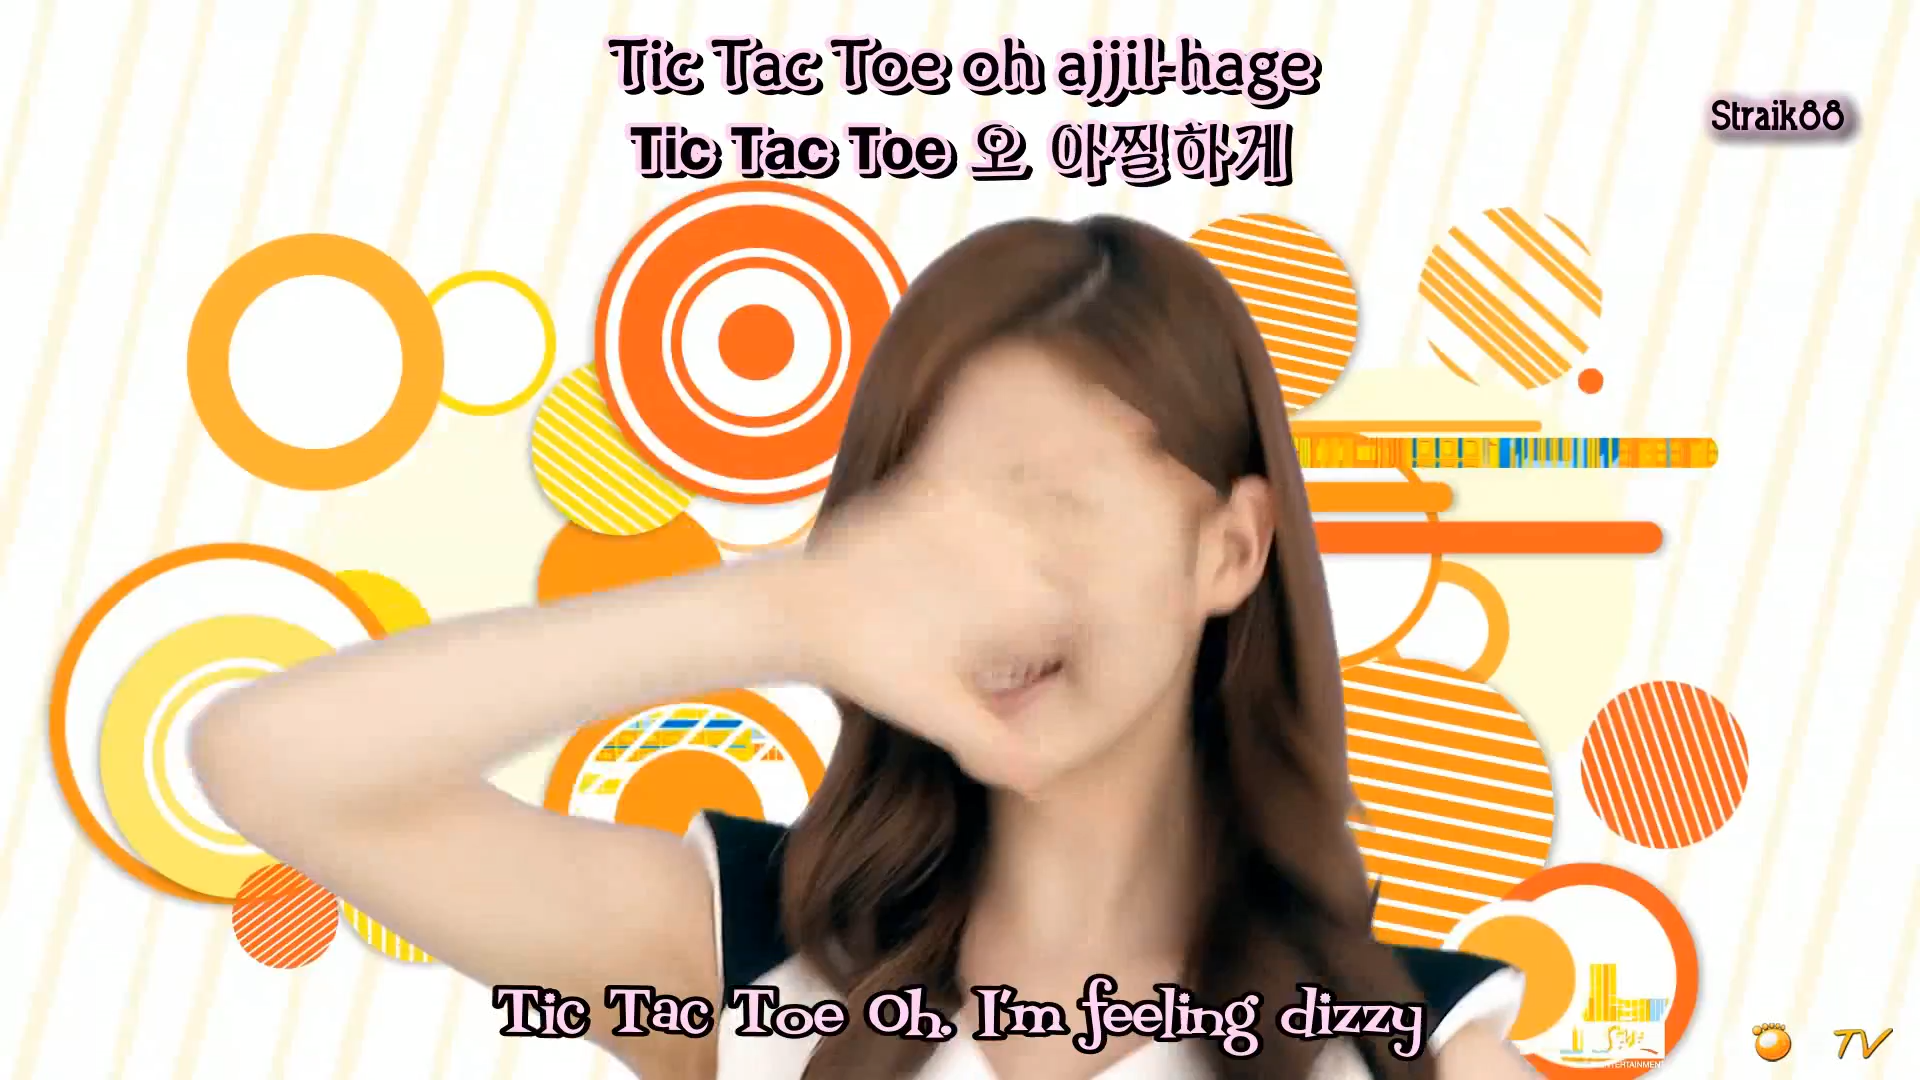 Tic Tac Toe oh ajjil-hage
Tic Tac Toe 오 아찔하게
Straik88
Tic Tac Toe Oh. I'm feeling dizzy
TV